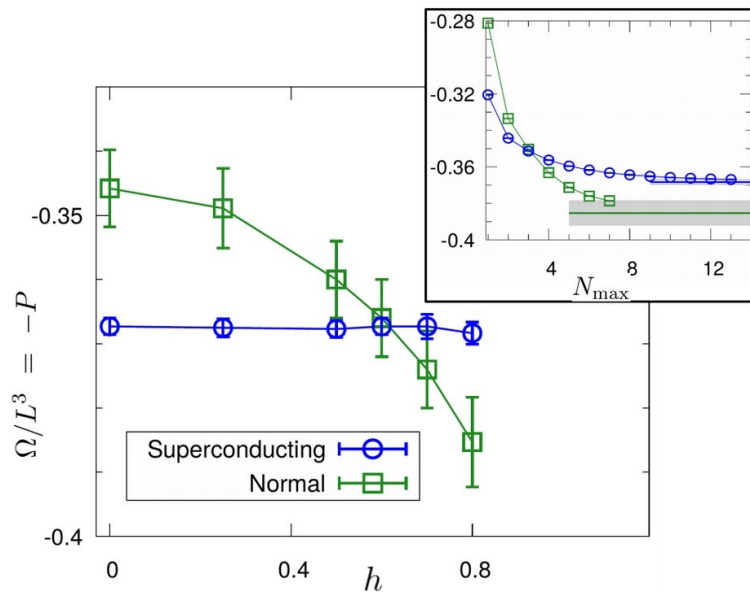 -0.28
-0.32
-0.36
-0.4
4
8
12
N_max
-0.35
-0.4
Ω/L³ = −P
Superconducting
Normal
0
0.4
h
0.8